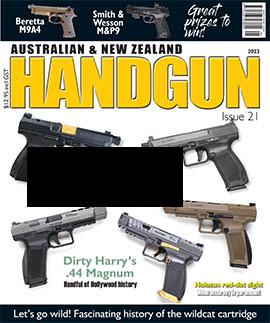 Beretta
M9A4
Smith &
Wesson
M&P9
Great
prizes to
win!
AUSTRALIAN & NEW ZEALAND
2023
HANDGUN
$12.95 incl GST
Issue 21
Dirty Harry's
.44 Magnum
Handful of Hollywood history
Holosun red-dot sight
Let's go wild! Fascinating history of the wildcat cartridge